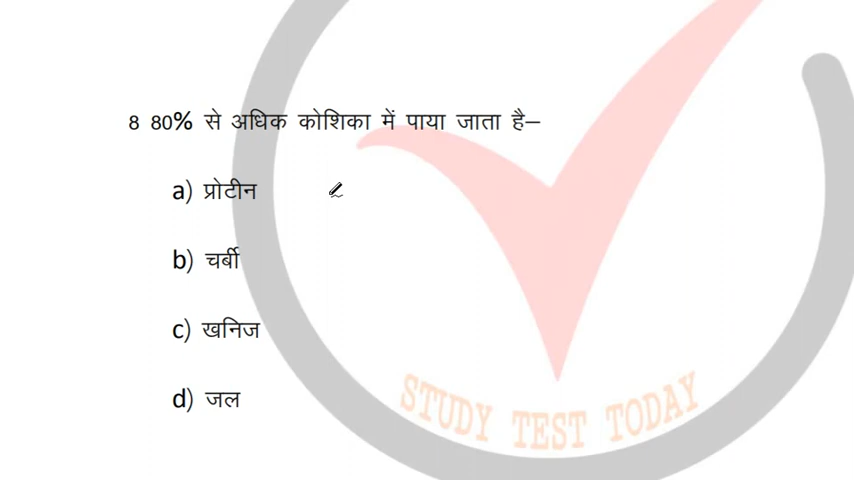 8 80% से अधिक कोशिका में पाया जाता है–
a) प्रोटीन
b) चर्बी
c) खनिज
d) जल
STUDY TEST TODAY